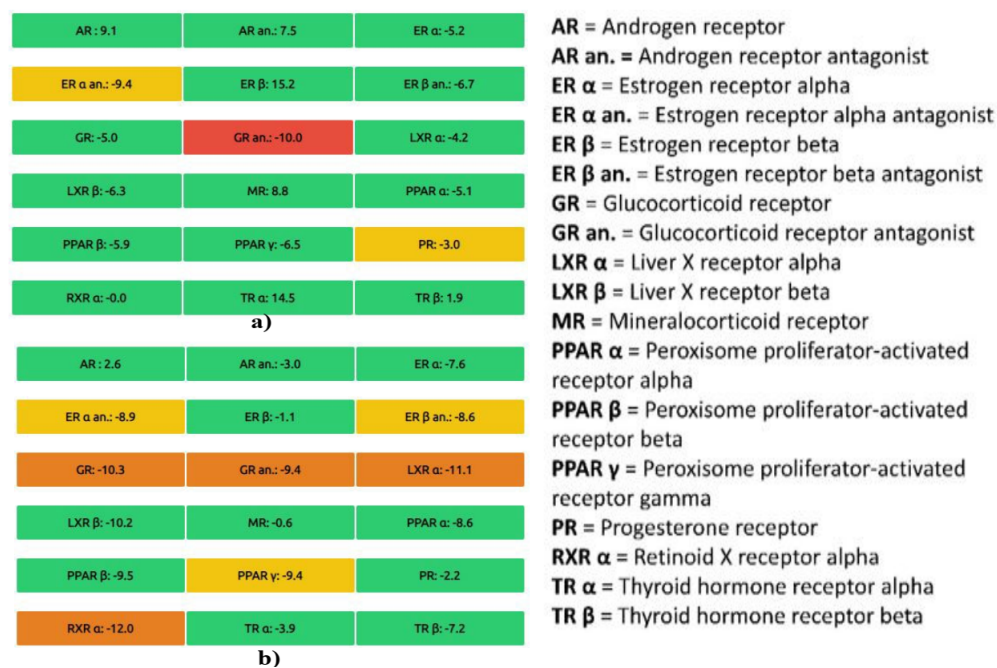 AR : 9.1 AR an.: 7.5 ER α: -5.2
ER α an.: -9.4 ER β: 15.2 ER β an.: -6.7
GR: -5.0 GR an.: -10.0 LXR α: -4.2
LXR β: -6.3 MR: 8.8 PPAR α: -5.1
PPAR β: -5.9 PPAR γ: -6.5 PR: -3.0
RXR α: -0.0 TR α: 14.5 TR β: 1.9
a)
AR : 2.6 AR an.: -3.0 ER α: -7.6
ER α an.: -8.9 ER β: -1.1 ER β an.: -8.6
GR: -10.3 GR an.: -9.4 LXR α: -11.1
LXR β: -10.2 MR: -0.6 PPAR α: -8.6
PPAR β: -9.5 PPAR γ: -9.4 PR: -2.2
RXR α: -12.0 TR α: -3.9 TR β: -7.2
b)
AR = Androgen receptor
AR an. = Androgen receptor antagonist
ER α = Estrogen receptor alpha
ER α an. = Estrogen receptor alpha antagonist
ER β = Estrogen receptor beta
ER β an. = Estrogen receptor beta antagonist
GR = Glucocorticoid receptor
GR an. = Glucocorticoid receptor antagonist
LXR α = Liver X receptor alpha
LXR β = Liver X receptor beta
MR = Mineralocorticoid receptor
PPAR α = Peroxisome proliferator-activated
receptor alpha
PPAR β = Peroxisome proliferator-activated
receptor beta
PPAR γ = Peroxisome proliferator-activated
receptor gamma
PR = Progesterone receptor
RXR α = Retinoid X receptor alpha
TR α = Thyroid hormone receptor alpha
TR β = Thyroid hormone receptor beta